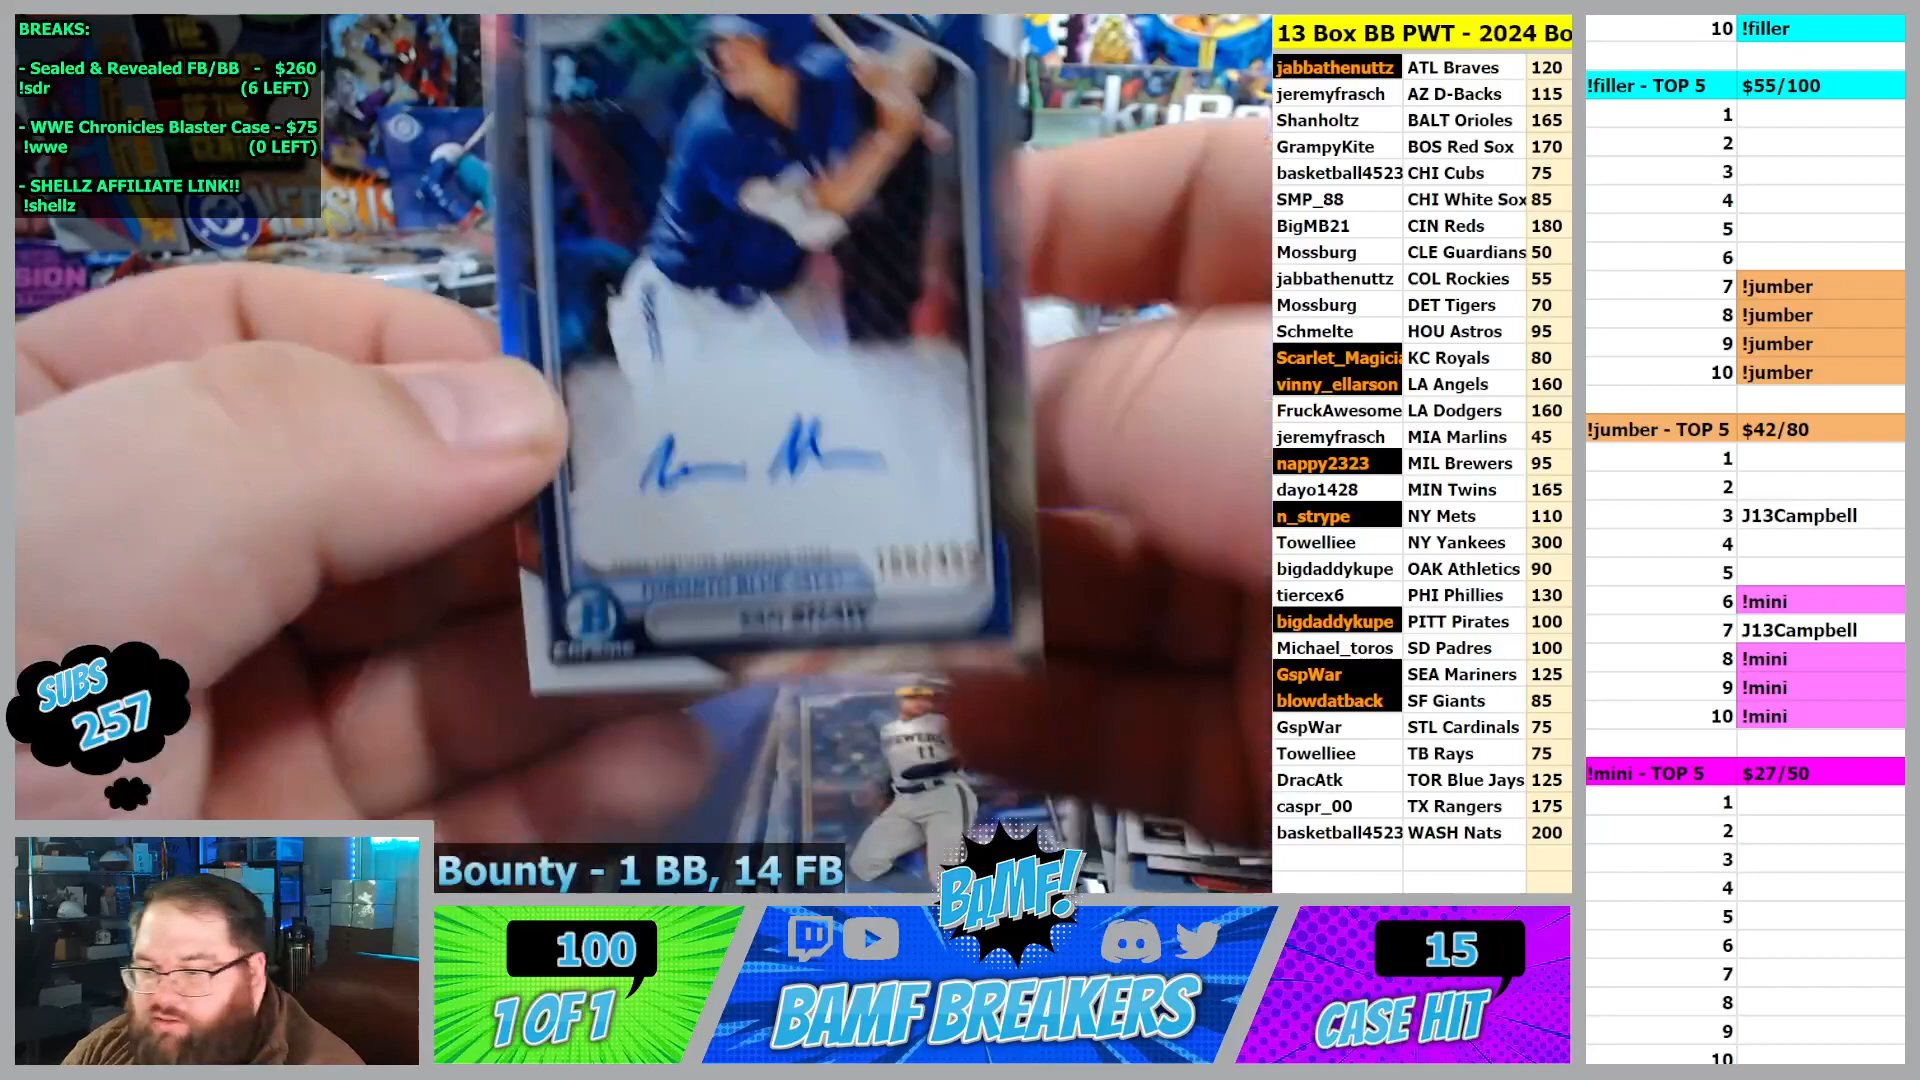 BREAKS:
- Sealed & Revealed FB/BB - $260
!sdr (6 LEFT)
- WWE Chronicles Blaster Case - $75
!wwe (0 LEFT)
- SHELLZ AFFILIATE LINK!!
!shellz
TORONTO BLUE JAYS
SUBS
257
Bounty - 1 BB, 14 FB
BAMF!
100
1 OF 1
BAMF BREAKERS
15
CASE HIT
13 Box BB PWT - 2024 Bo
jabbathenuttz ATL Braves 120
jeremyfrasch AZ D-Backs 115
Shanholtz BALT Orioles 165
GrampyKite BOS Red Sox 170
basketball4523 CHI Cubs 75
SMP_88 CHI White Sox 85
BigMB21 CIN Reds 180
Mossburg CLE Guardians 50
jabbathenuttz COL Rockies 55
Mossburg DET Tigers 70
Schmelte HOU Astros 95
Scarlet_Magici KC Royals 80
vinny_ellarson LA Angels 160
FruckAwesome LA Dodgers 160
jeremyfrasch MIA Marlins 45
nappy2323 MIL Brewers 95
dayo1428 MIN Twins 165
n_strype NY Mets 110
Towelliee NY Yankees 300
bigdaddykupe OAK Athletics 90
tiercex6 PHI Phillies 130
bigdaddykupe PITT Pirates 100
Michael_toros SD Padres 100
GspWar SEA Mariners 125
blowdatback SF Giants 85
GspWar STL Cardinals 75
Towelliee TB Rays 75
DracAtk TOR Blue Jays 125
caspr_00 TX Rangers 175
basketball4523 WASH Nats 200
10 !filler
!filler - TOP 5 $55/100
1
2
3
4
5
6
7 !jumber
8 !jumber
9 !jumber
10 !jumber
!jumber - TOP 5 $42/80
1
2
3 J13Campbell
4
5
6 !mini
7 J13Campbell
8 !mini
9 !mini
10 !mini
!mini - TOP 5 $27/50
1
2
3
4
5
6
7
8
9
10